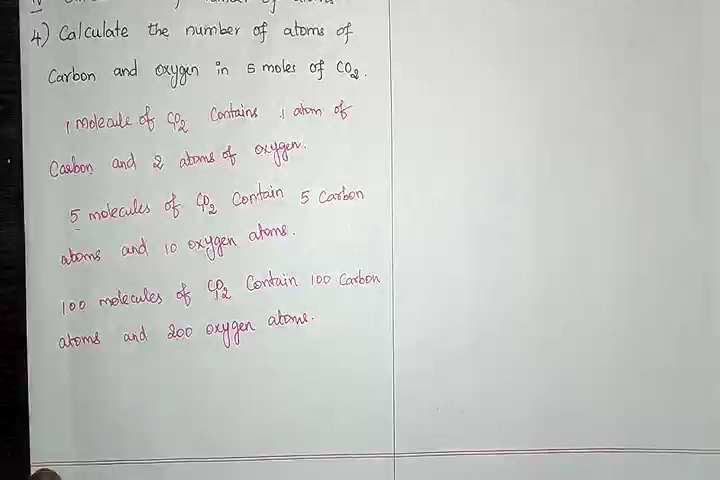 4) Calculate the number of atoms of
Carbon and oxygen in 5 moles of CO2.
1 molecule of CO2 Contains 1 atom of
Carbon and 2 atoms of oxygen.
5 molecules of CO2 Contain 5 Carbon
atoms and 10 oxygen atoms.
100 molecules of CO2 Contain 100 Carbon
atoms and 200 oxygen atoms.